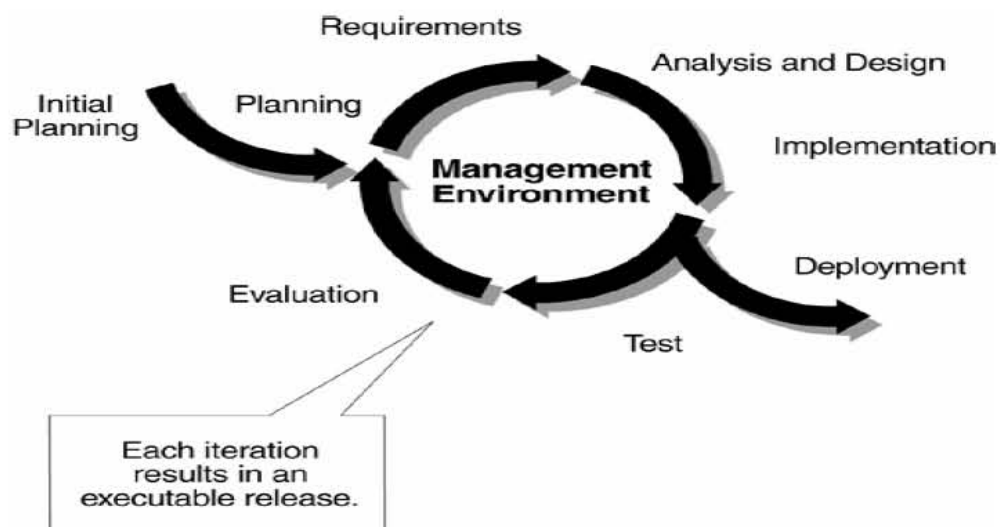 Requirements
Analysis and Design
Initial
Planning
Planning
Implementation
Management
Environment
Deployment
Evaluation
Test
Each iteration
results in an
executable release.